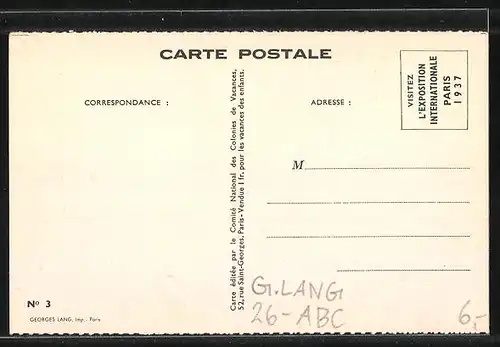 CARTE POSTALE
CORRESPONDANCE :
Carte éditée par le Comité National des Colonies de Vacances,
52, rue Saint-Georges, Paris - Vendue 1 fr. pour les vacances des enfants.
ADRESSE :
VISITEZ
L'EXPOSITION
INTERNATIONALE
PARIS
1937
M
Nº 3
GEORGES LANG, Imp. - Paris
G.LANG
26-ABC
6,-